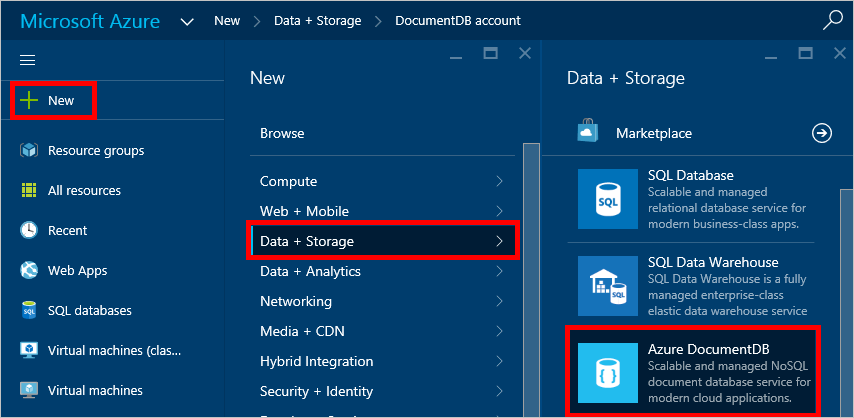 Microsoft Azure New Data + Storage DocumentDB account
New
Resource groups
All resources
Recent
Web Apps
SQL databases
Virtual machines (clas...
Virtual machines
New
Browse
Compute
Web + Mobile
Data + Storage
Data + Analytics
Networking
Media + CDN
Hybrid Integration
Security + Identity
Data + Storage
Marketplace
SQL
SQL Database
Scalable and managed
relational database service for
modern business-class apps.
SQL
SQL Data Warehouse
SQL Data Warehouse is a fully
managed enterprise-class
elastic data warehouse service
Azure DocumentDB
Scalable and managed NoSQL
document database service for
modern cloud applications.